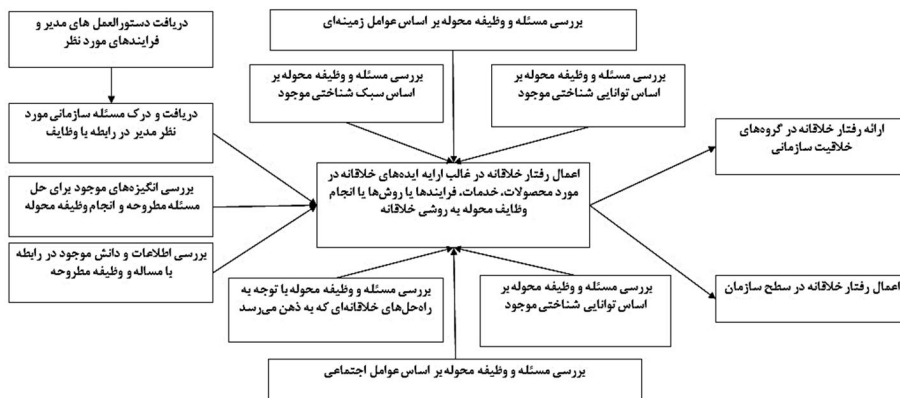 دریافت دستورالعمل های مدیر و
فرایندهای مورد نظر
بررسی مسئله و وظیفه محوله بر اساس عوامل زمینه‌ای
بررسی مسئله و وظیفه محوله بر
اساس سبک شناختی موجود
بررسی مسئله و وظیفه محوله بر
اساس توانایی شناختی موجود
دریافت و درک مسئله سازمانی مورد
نظر مدیر در رابطه با وظایف
ارائه رفتار خلاقانه در گروه‌های
خلاقیت سازمانی
اعمال رفتار خلاقانه در غالب ارایه ایده‌های خلاقانه در
مورد محصولات، خدمات، فرایندها یا روش‌ها یا انجام
وظایف محوله به روشی خلاقانه
بررسی انگیزه‌های موجود برای حل
مسئله مطروحه و انجام وظیفه محوله
بررسی اطلاعات و دانش موجود در رابطه
با مساله و وظیفه مطروحه
بررسی مسئله و وظیفه محوله با توجه به
راه‌حل‌های خلاقانه‌ای که به ذهن می‌رسد
بررسی مسئله و وظیفه محوله بر
اساس توانایی شناختی موجود
اعمال رفتار خلاقانه در سطح سازمان
بررسی مسئله و وظیفه محوله بر اساس عوامل اجتماعی